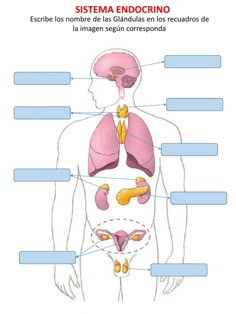 SISTEMA ENDOCRINO
Escribe los nombre de las Glándulas en los recuadros de
la imagen según corresponda